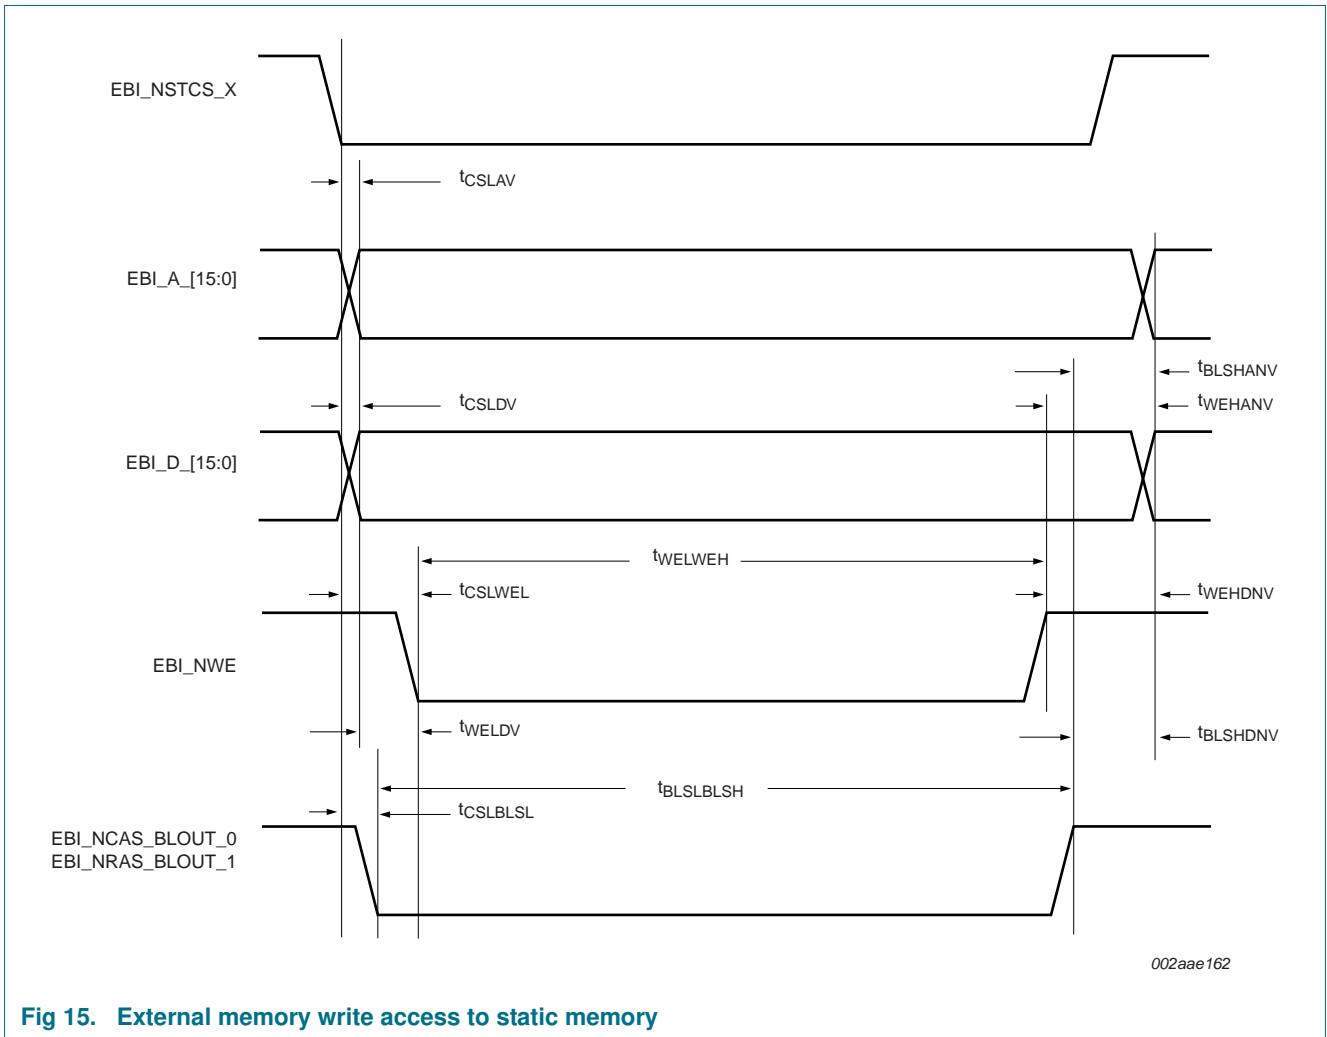 EBI_NSTCS_X
tCSLAV
EBI_A_[15:0]
tBLSHANV
tCSLDV
tWEHANV
EBI_D_[15:0]
tWELWEH
tCSLWEL
tWEHDNV
EBI_NWE
tWELDV
tBLSHDNV
tBLSLBLSH
tCSLBLSL
EBI_NCAS_BLOUT_0
EBI_NRAS_BLOUT_1
002aae162
Fig 15. External memory write access to static memory